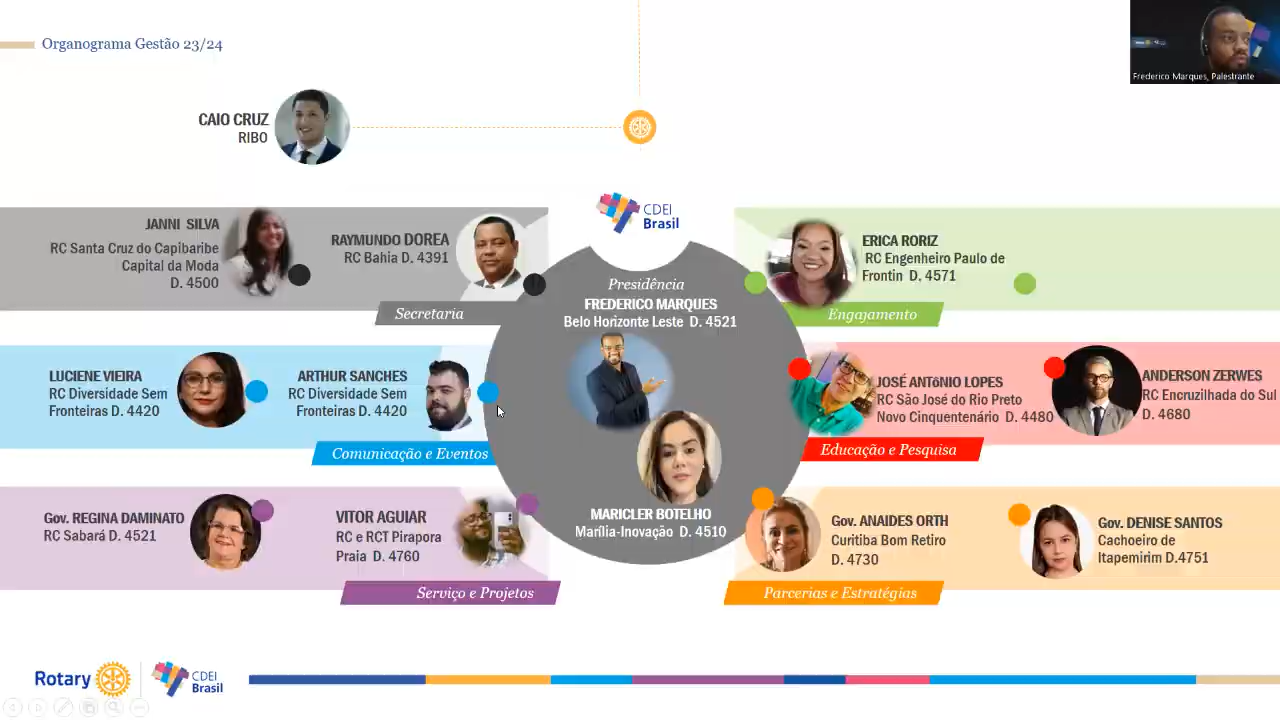 Organograma Gestão 23/24
Frederico Marques, Palestrante
CAIO CRUZ
RIBO
CDEI
Brasil
JANNI SILVA
RC Santa Cruz do Capibaribe
Capital da Moda
D. 4500
RAYMUNDO DOREA
RC Bahia D. 4391
Secretaria
Presidência
FREDERICO MARQUES
Belo Horizonte Leste D. 4521
ERICA RORIZ
RC Engenheiro Paulo de
Frontin D. 4571
Engajamento
LUCIENE VIEIRA
RC Diversidade Sem
Fronteiras D. 4420
ARTHUR SANCHES
RC Diversidade Sem
Fronteiras D. 4420
Comunicação e Eventos
JOSÉ ANTôNIO LOPES
RC São José do Rio Preto
Novo Cinquentenário D. 4480
ANDERSON ZERWES
RC Encruzilhada do Sul
D. 4680
Educação e Pesquisa
Gov. REGINA DAMINATO
RC Sabará D. 4521
VITOR AGUIAR
RC e RCT Pirapora
Praia D. 4760
Serviço e Projetos
MARICLER BOTELHO
Marília-Inovação D. 4510
Gov. ANAIDES ORTH
Curitiba Bom Retiro
D. 4730
Gov. DENISE SANTOS
Cachoeiro de
Itapemirim D.4751
Parcerias e Estratégias
Rotary
CDEI
Brasil